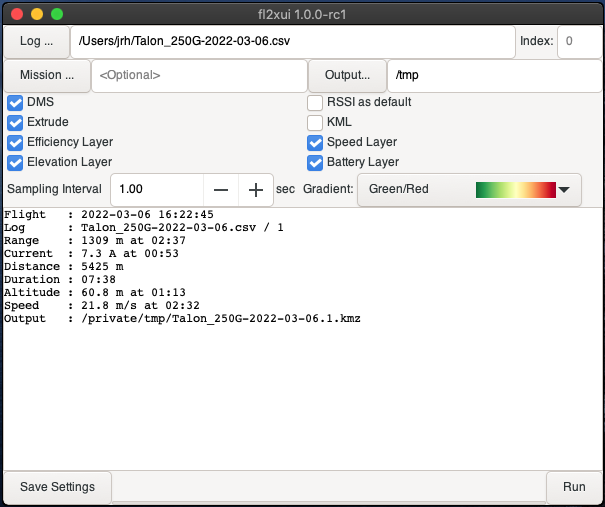 fl2xui 1.0.0-rc1
Log ... /Users/jrh/Talon_250G-2022-03-06.csv Index: 0
Mission ... <Optional> Output... /tmp
DMS RSSI as default
Extrude KML
Efficiency Layer Speed Layer
Elevation Layer Battery Layer
Sampling Interval 1.00 sec Gradient: Green/Red
Flight : 2022-03-06 16:22:45
Log : Talon_250G-2022-03-06.csv / 1
Range : 1309 m at 02:37
Current : 7.3 A at 00:53
Distance : 5425 m
Duration : 07:38
Altitude : 60.8 m at 01:13
Speed : 21.8 m/s at 02:32
Output : /private/tmp/Talon_250G-2022-03-06.1.kmz
Save Settings Run